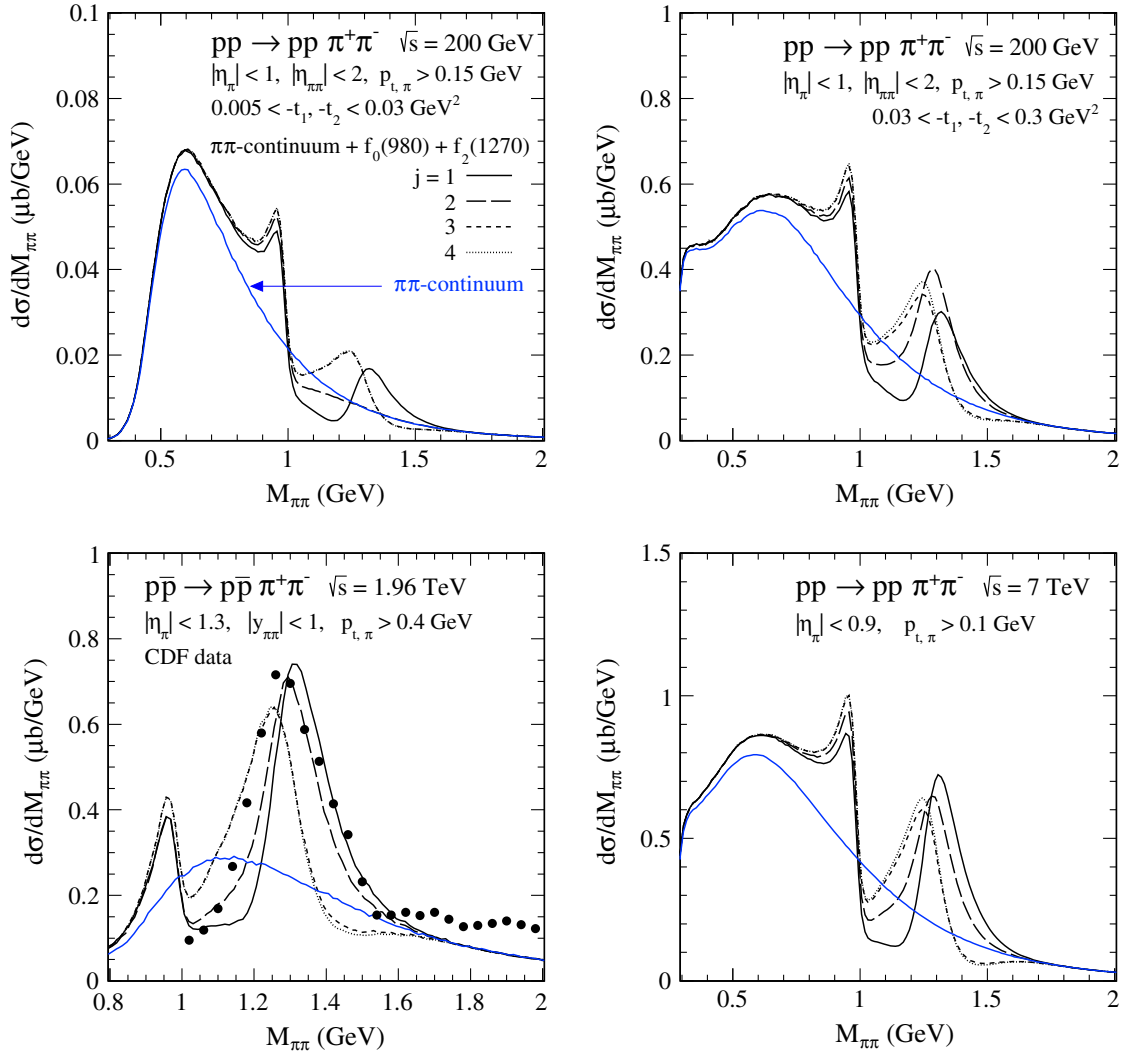 pp → pp π⁺π⁻ √s = 200 GeV
|η_π| < 1, |η_ππ| < 2, p_t, π > 0.15 GeV
0.005 < -t₁, -t₂ < 0.03 GeV²
ππ-continuum + f₀(980) + f₂(1270)
j = 1
2
3
4
ππ-continuum
dσ/dM_ππ (μb/GeV)
0.1
0.08
0.06
0.04
0.02
0
0.5 1 1.5 2
M_ππ (GeV)
pp → pp π⁺π⁻ √s = 200 GeV
|η_π| < 1, |η_ππ| < 2, p_t, π > 0.15 GeV
0.03 < -t₁, -t₂ < 0.3 GeV²
dσ/dM_ππ (μb/GeV)
1
0.8
0.6
0.4
0.2
0
0.5 1 1.5 2
M_ππ (GeV)
pp̅ → pp̅ π⁺π⁻ √s = 1.96 TeV
|η_π| < 1.3, |y_ππ| < 1, p_t, π > 0.4 GeV
CDF data
dσ/dM_ππ (μb/GeV)
1
0.8
0.6
0.4
0.2
0
0.8 1 1.2 1.4 1.6 1.8 2
M_ππ (GeV)
pp → pp π⁺π⁻ √s = 7 TeV
|η_π| < 0.9, p_t, π > 0.1 GeV
dσ/dM_ππ (μb/GeV)
1.5
1
0.5
0
0.5 1 1.5 2
M_ππ (GeV)